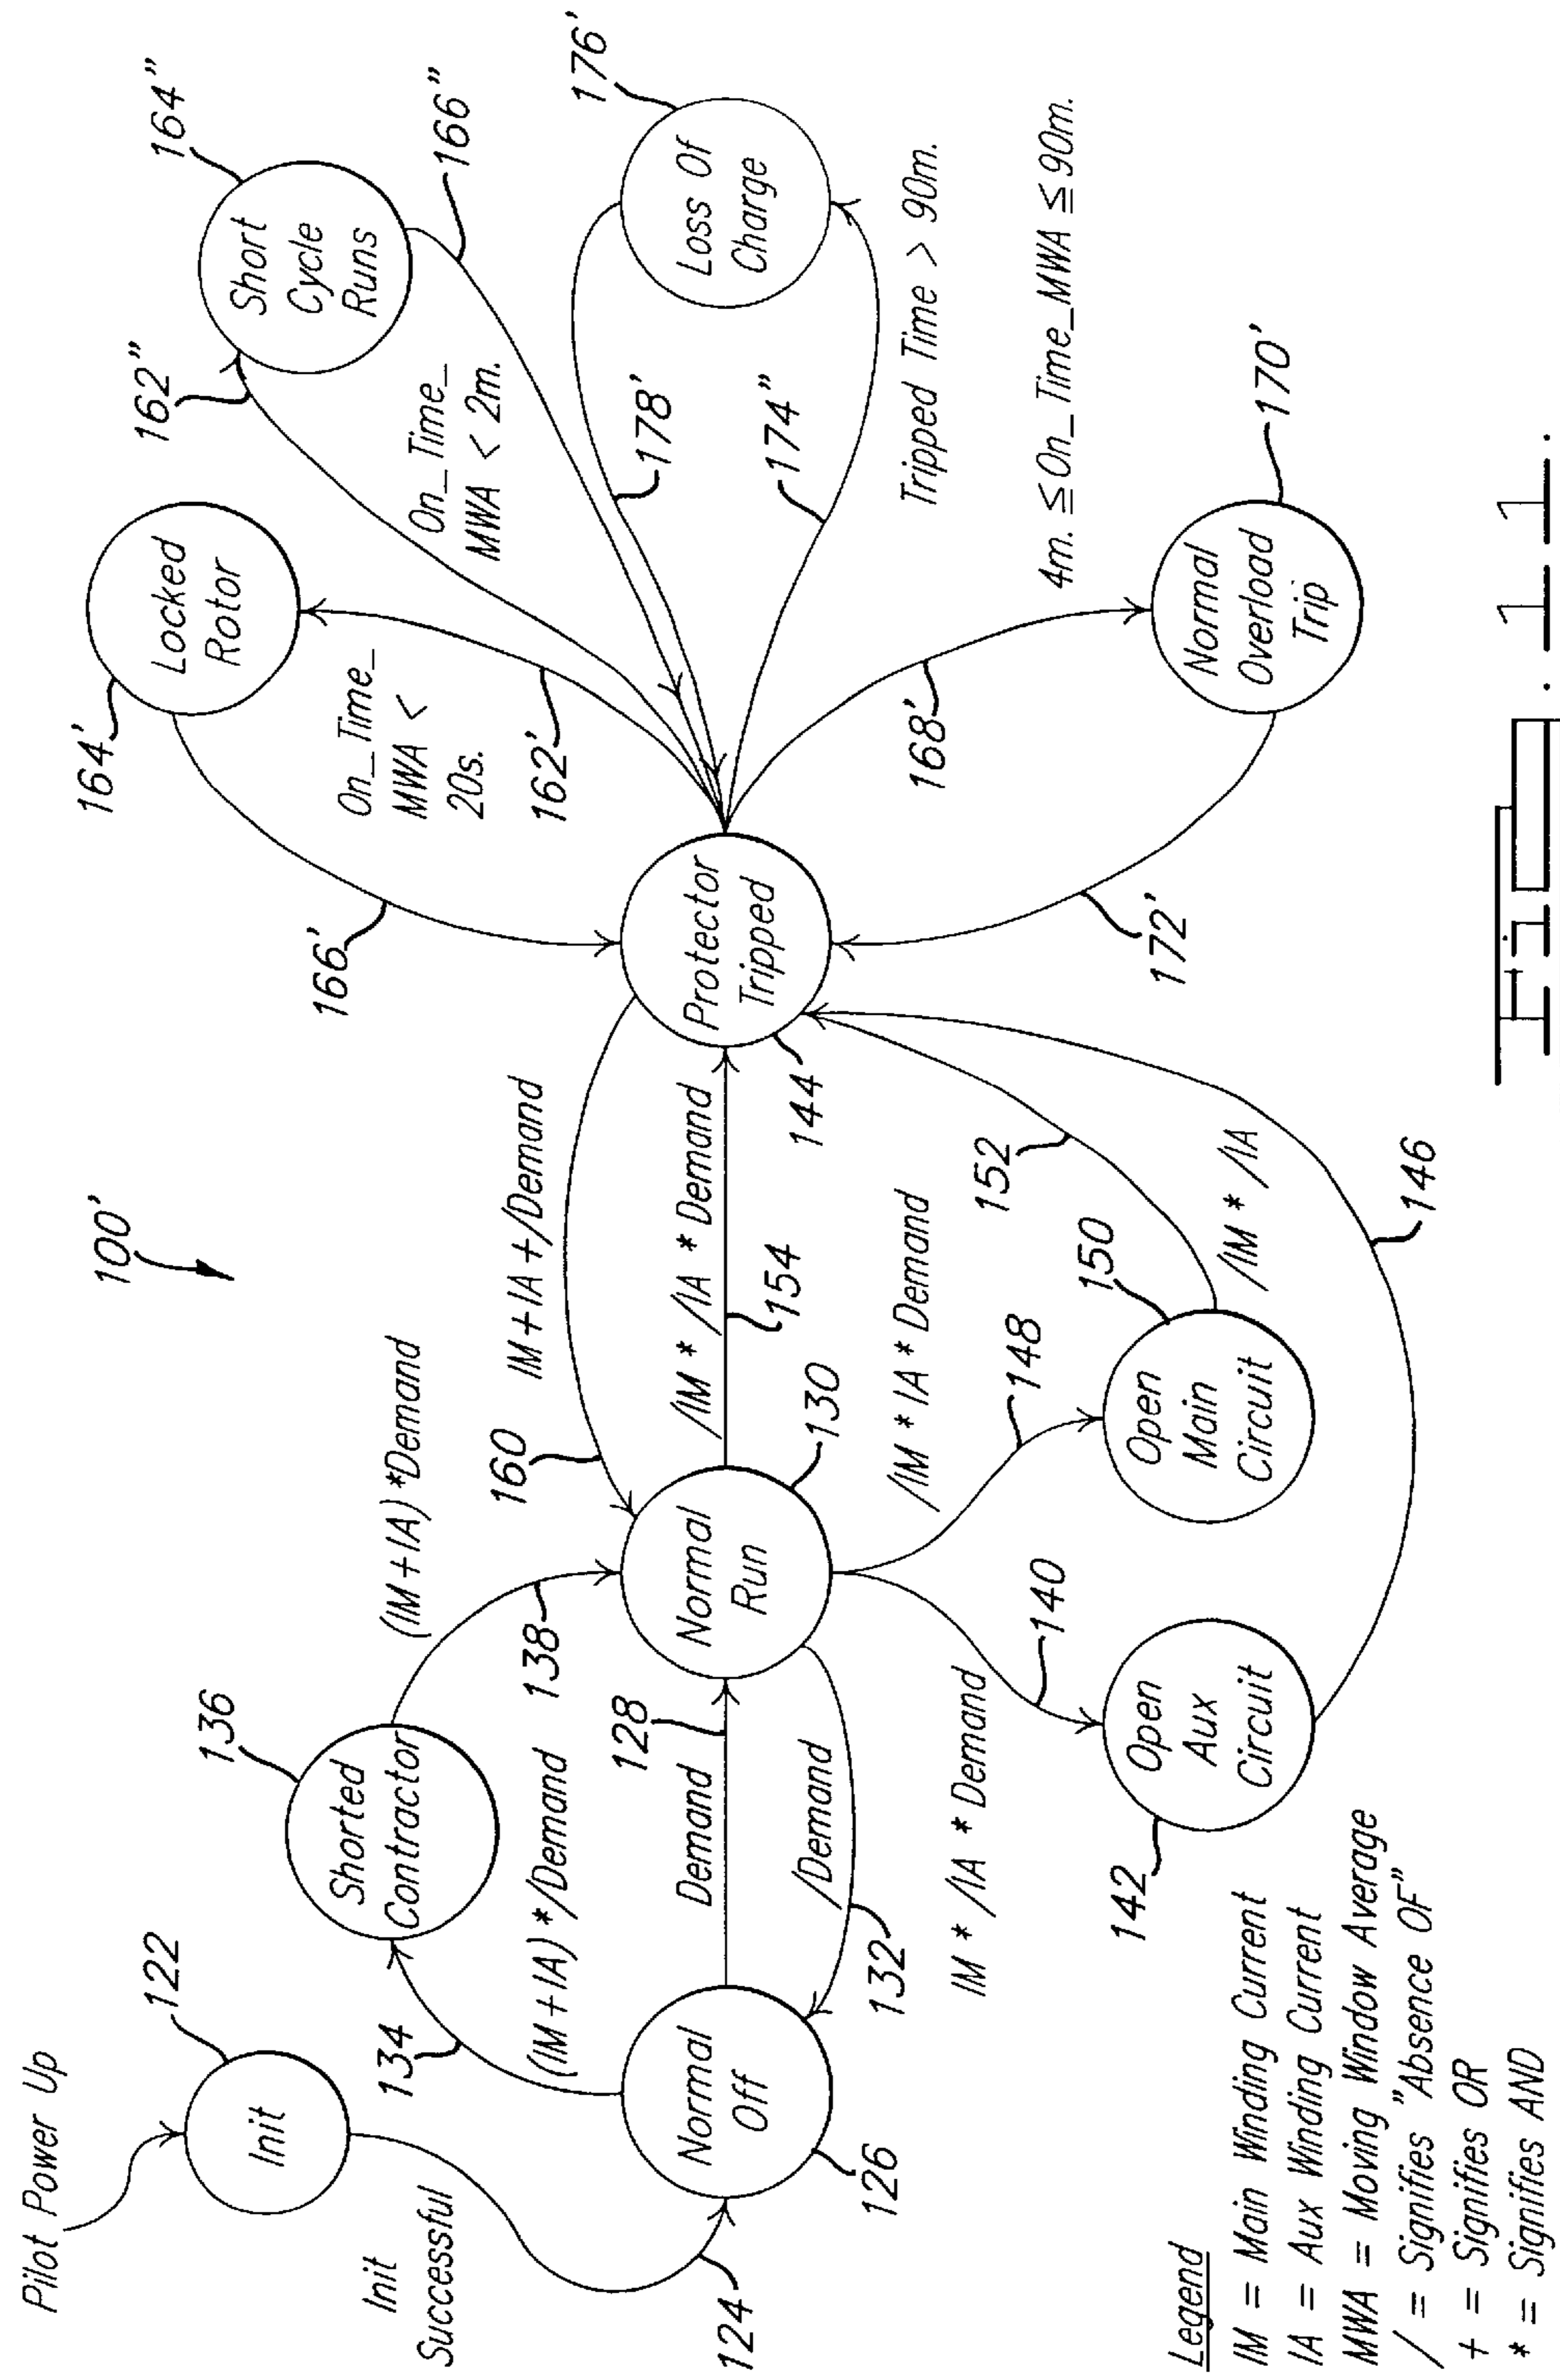 100'
Pilot Power Up
122
Init
Init
Successful
124
Normal
Off
126
134
(IM + IA) */Demand
136
Shorted
Contractor
(IM + IA) *Demand
138
Demand
128
/Demand
132
Normal
Run
130
160
IM + IA + /Demand
/IM * /IA * Demand
154
IM * /IA * Demand
140
142
Open
Aux
Circuit
/IM * IA * Demand
148
150
Open
Main
Circuit
152
/IM * /IA
146
Protector
Tripped
144
164'
Locked
Rotor
166'
On_Time_
MWA <
20s.
162'
164"
Short
Cycle
Runs
162"
166"
On_Time_
MWA < 2m.
176'
Loss Of
Charge
178'
174"
Tripped Time > 90m.
4m. ≦ On_Time_MWA ≦ 90m.
168'
170'
Normal
Overload
Trip
172'
Legend
IM = Main Winding Current
IA = Aux Winding Current
MWA = Moving Window Average
/ = Signifies "Absence OF"
+ = Signifies OR
* = Signifies AND
Fig. 11.